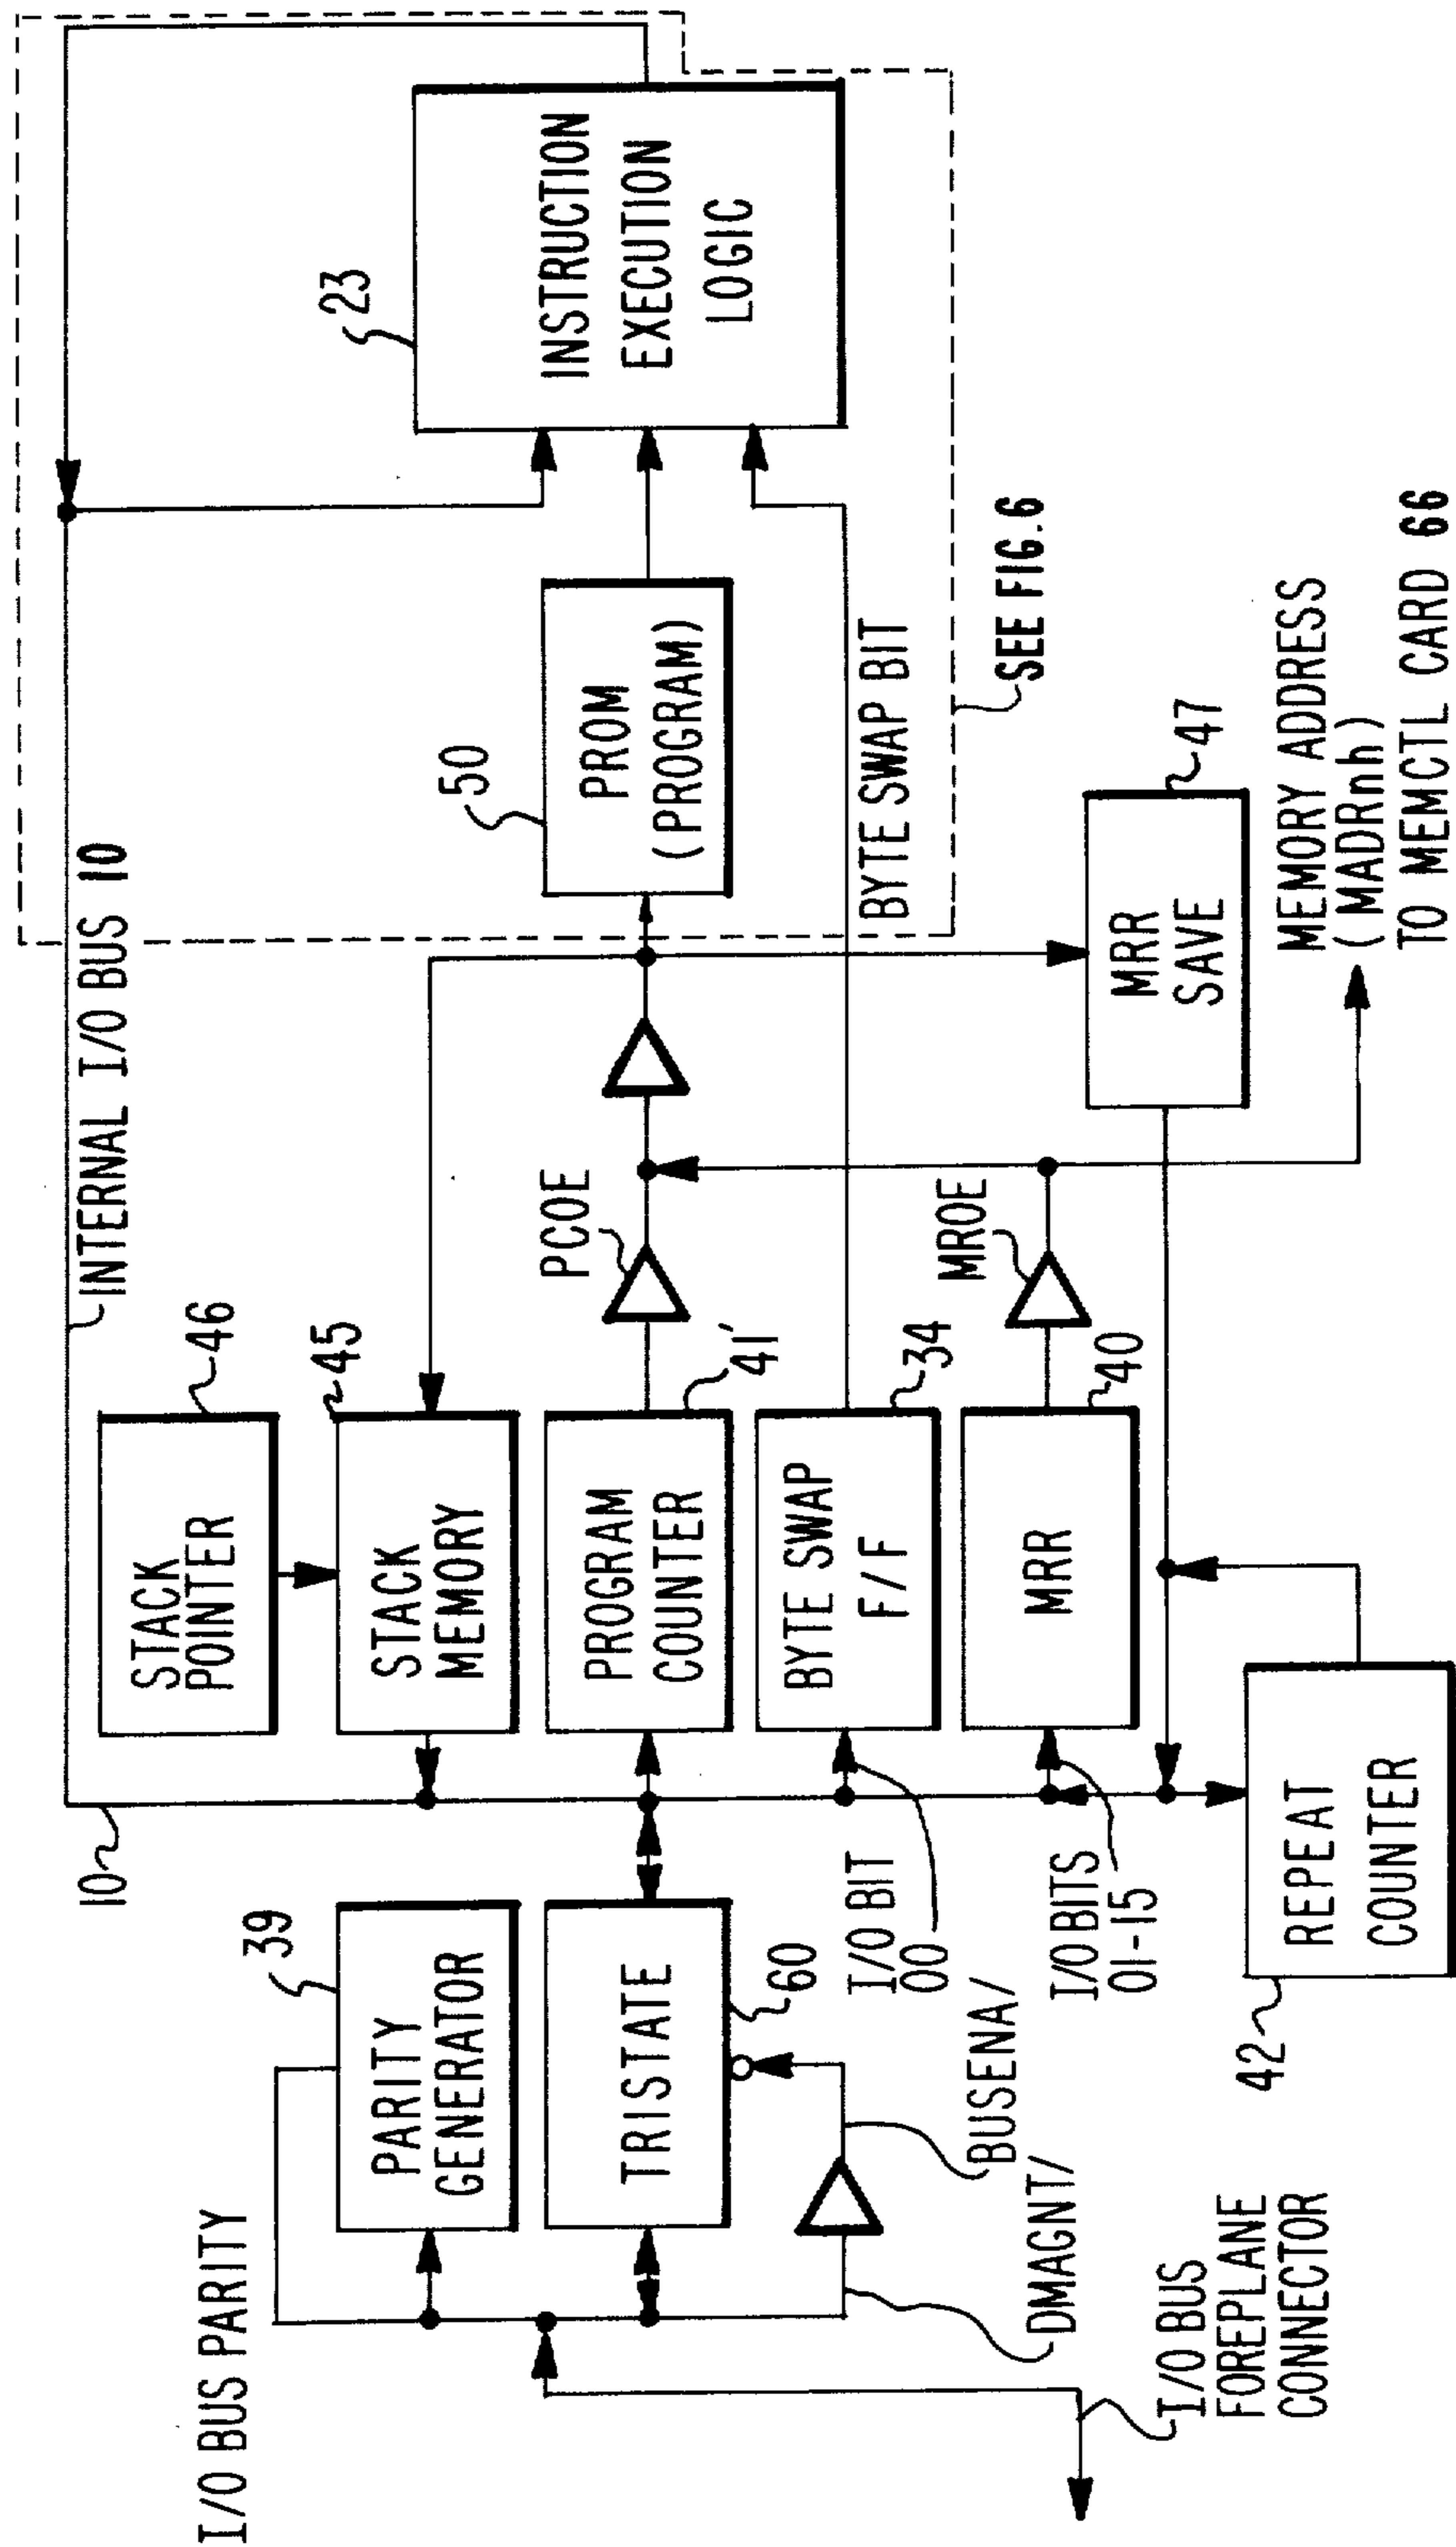 INTERNAL I/O BUS 10
I/O BUS PARITY
39
PARITY
GENERATOR
10
STACK
POINTER
46
STACK
MEMORY
45
TRISTATE
60
PROGRAM
COUNTER
41'
PCOE
50
PROM
(PROGRAM)
23
INSTRUCTION
EXECUTION
LOGIC
I/O BIT
00
BYTE SWAP
F/F
34
BYTE SWAP BIT
BUSENA/
DMAGNT/
I/O BITS
01-15
MRR
40
MROE
SEE FIG.6
MRR
SAVE
47
I/O BUS
FOREPLANE
CONNECTOR
42
REPEAT
COUNTER
MEMORY ADDRESS
(MADRnh)
TO MEMCTL CARD 66